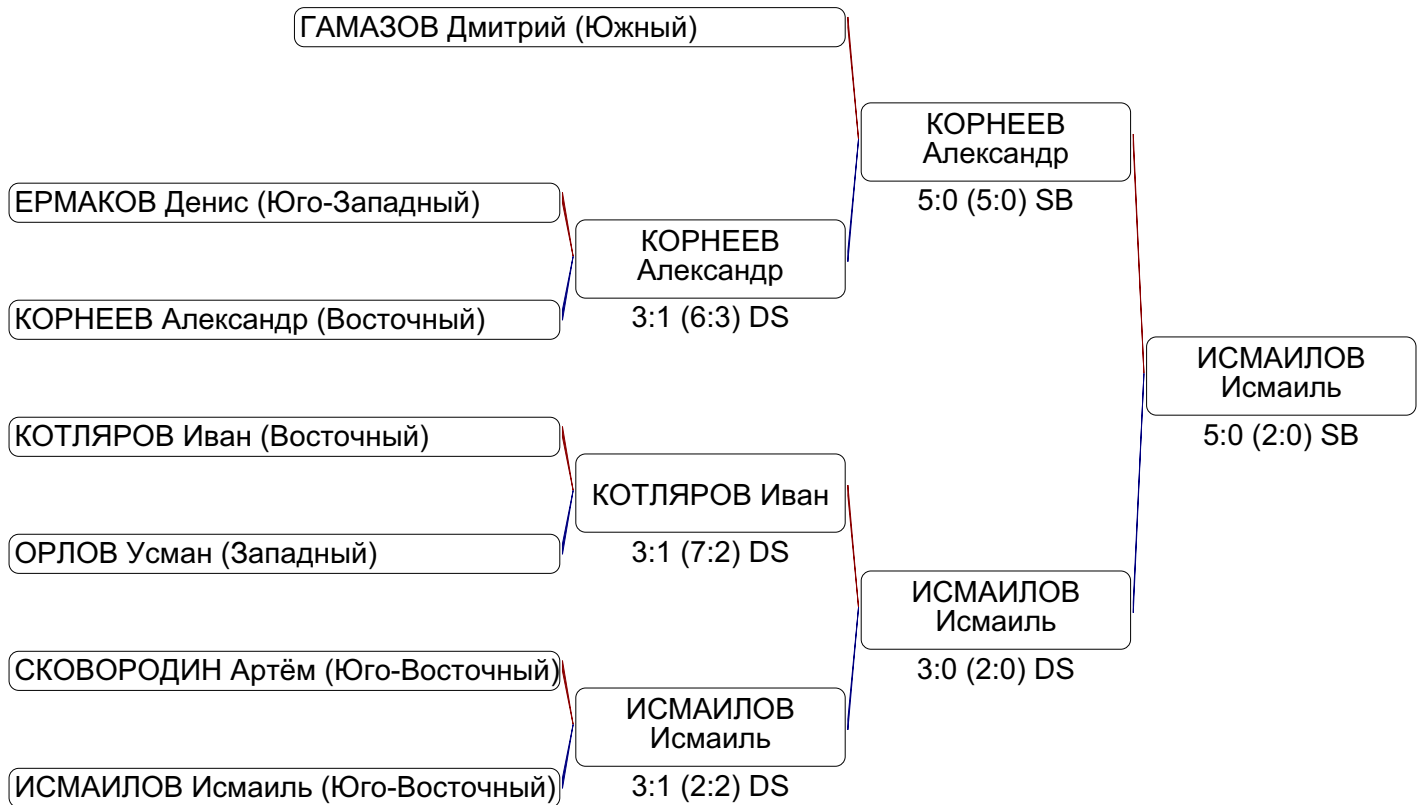 ГАМАЗОВ Дмитрий (Южный)
КОРНЕЕВ
Александр
5:0 (5:0) SB
ЕРМАКОВ Денис (Юго-Западный)
КОРНЕЕВ
Александр
3:1 (6:3) DS
КОРНЕЕВ Александр (Восточный)
ИСМАИЛОВ
Исмаиль
5:0 (2:0) SB
КОТЛЯРОВ Иван (Восточный)
КОТЛЯРОВ Иван
3:1 (7:2) DS
ОРЛОВ Усман (Западный)
ИСМАИЛОВ
Исмаиль
3:0 (2:0) DS
СКОВОРОДИН Артём (Юго-Восточный)
ИСМАИЛОВ
Исмаиль
3:1 (2:2) DS
ИСМАИЛОВ Исмаиль (Юго-Восточный)